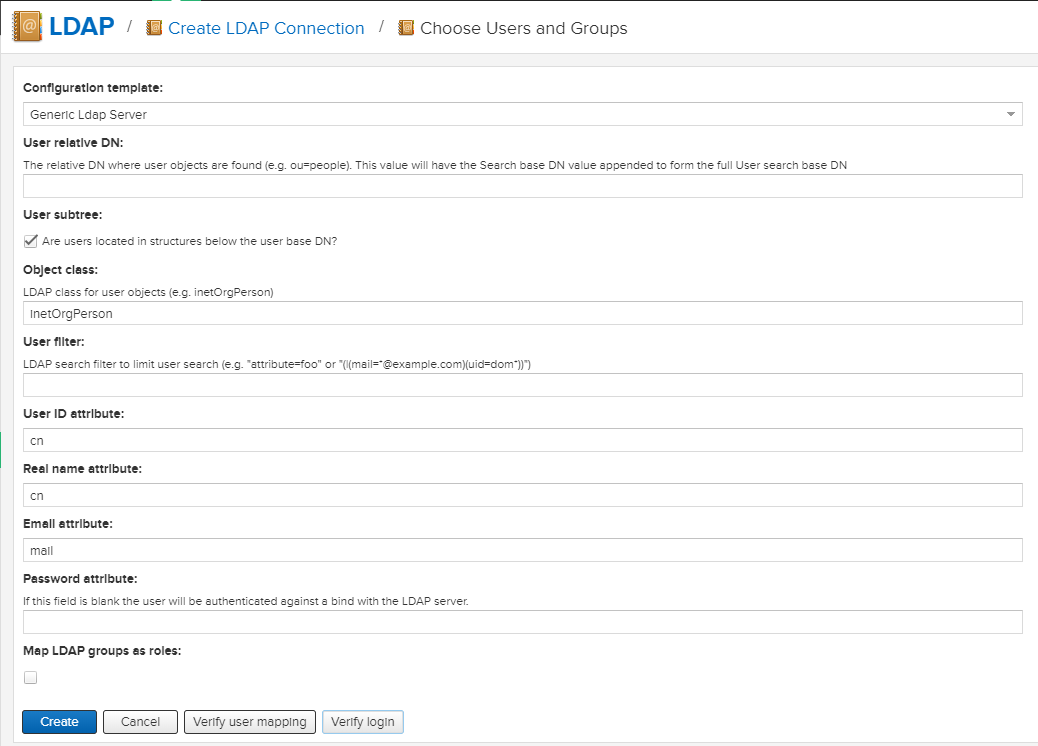 LDAP / Create LDAP Connection / Choose Users and Groups
Configuration template:
Generic Ldap Server
User relative DN:
The relative DN where user objects are found (e.g. ou=people). This value will have the Search base DN value appended to form the full User search base DN
User subtree:
Are users located in structures below the user base DN?
Object class:
LDAP class for user objects (e.g. inetOrgPerson)
inetOrgPerson
User filter:
LDAP search filter to limit user search (e.g. "attribute=foo" or "(|(mail=*@example.com)(uid=dom*))")
User ID attribute:
cn
Real name attribute:
cn
Email attribute:
mail
Password attribute:
If this field is blank the user will be authenticated against a bind with the LDAP server.
Map LDAP groups as roles:
Create Cancel Verify user mapping Verify login